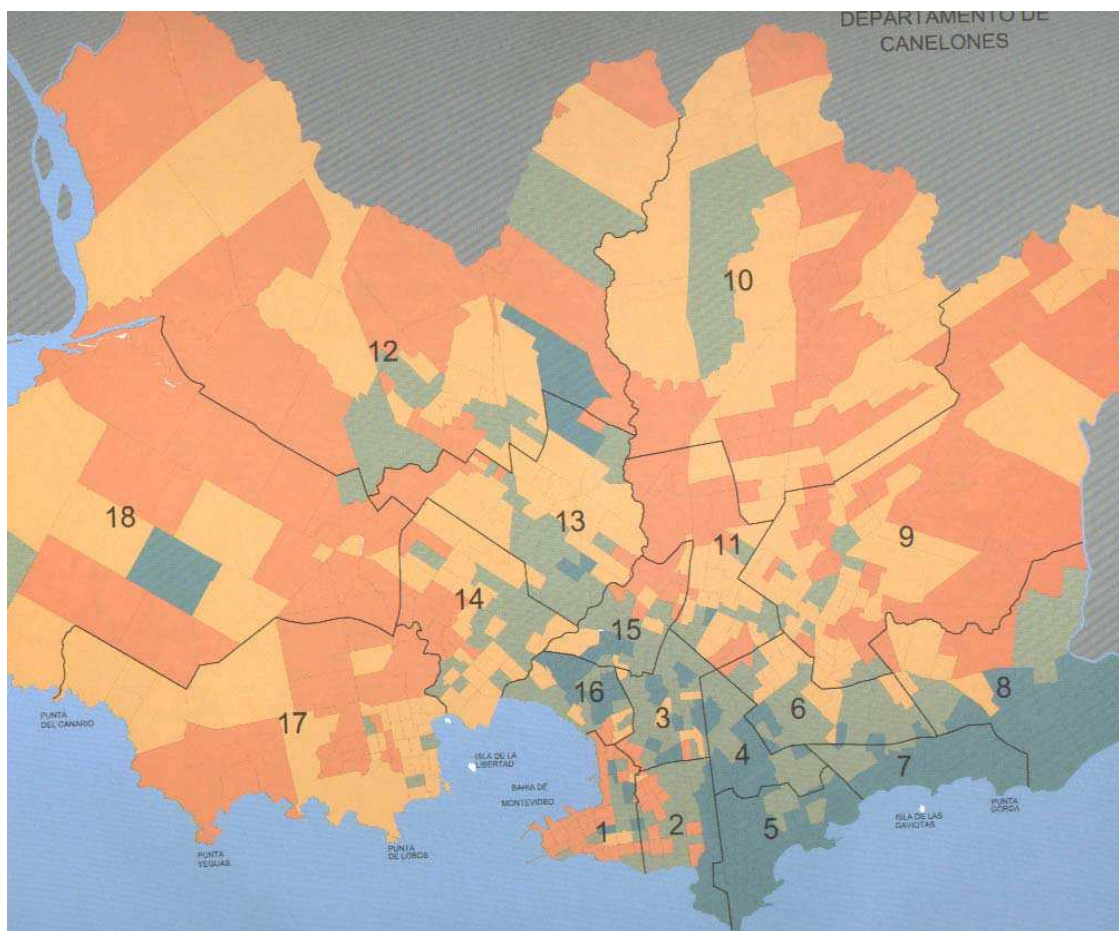 DEPARTAMENTO DE
CANELONES
10
12
18
13
11
9
14
15
16
3
6
8
17
4
7
1
2
5
PUNTA
DEL CANARIO
ISLA DE LA
LIBERTAD
BAHIA DE
MONTEVIDEO
PUNTA
YEGUAS
PUNTA
DE LOBOS
ISLA DE LAS
GAVIOTAS
PUNTA
GORDA